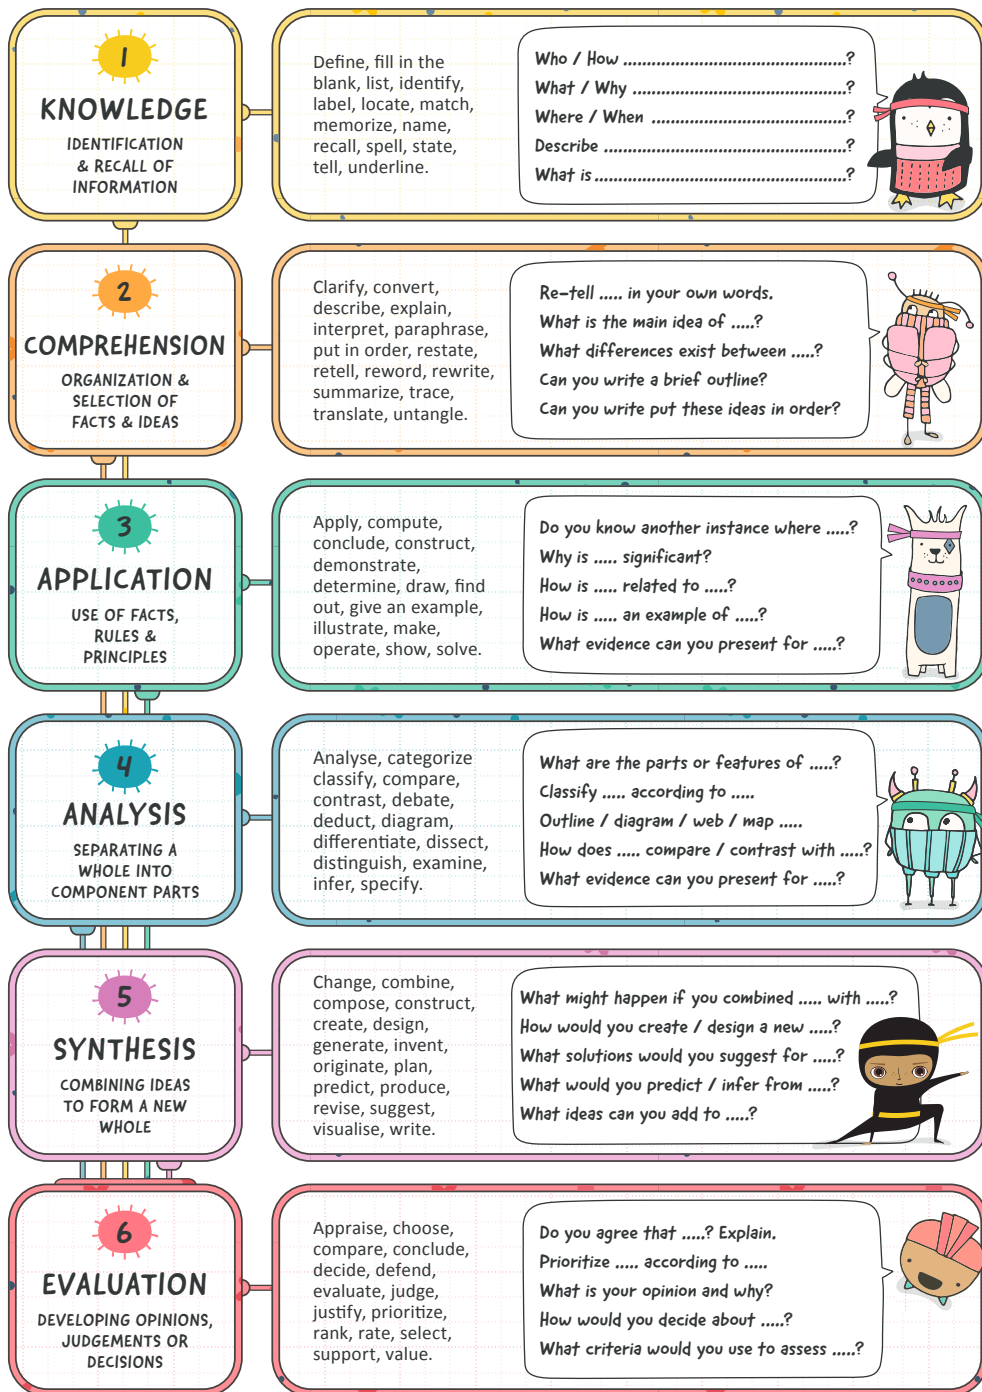 1
KNOWLEDGE
IDENTIFICATION
& RECALL OF
INFORMATION
Define, fill in the
blank, list, identify,
label, locate, match,
memorize, name,
recall, spell, state,
tell, underline.
Who / How ..............................................?
What / Why ............................................?
Where / When ........................................?
Describe ..................................................?
What is....................................................?
2
COMPREHENSION
ORGANIZATION &
SELECTION OF
FACTS & IDEAS
Clarify, convert,
describe, explain,
interpret, paraphrase,
put in order, restate,
retell, reword, rewrite,
summarize, trace,
translate, untangle.
Re-tell ..... in your own words.
What is the main idea of .....?
What differences exist between .....?
Can you write a brief outline?
Can you write put these ideas in order?
3
APPLICATION
USE OF FACTS,
RULES &
PRINCIPLES
Apply, compute,
conclude, construct,
demonstrate,
determine, draw, find
out, give an example,
illustrate, make,
operate, show, solve.
Do you know another instance where .....?
Why is ..... significant?
How is ..... related to .....?
How is ..... an example of .....?
What evidence can you present for .....?
4
ANALYSIS
SEPARATING A
WHOLE INTO
COMPONENT PARTS
Analyse, categorize
classify, compare,
contrast, debate,
deduct, diagram,
differentiate, dissect,
distinguish, examine,
infer, specify.
What are the parts or features of .....?
Classify ..... according to .....
Outline / diagram / web / map .....
How does ..... compare / contrast with .....?
What evidence can you present for .....?
5
SYNTHESIS
COMBINING IDEAS
TO FORM A NEW
WHOLE
Change, combine,
compose, construct,
create, design,
generate, invent,
originate, plan,
predict, produce,
revise, suggest,
visualise, write.
What might happen if you combined ..... with .....?
How would you create / design a new .....?
What solutions would you suggest for .....?
What would you predict / infer from .....?
What ideas can you add to .....?
6
EVALUATION
DEVELOPING OPINIONS,
JUDGEMENTS OR
DECISIONS
Appraise, choose,
compare, conclude,
decide, defend,
evaluate, judge,
justify, prioritize,
rank, rate, select,
support, value.
Do you agree that .....? Explain.
Prioritize ..... according to .....
What is your opinion and why?
How would you decide about .....?
What criteria would you use to assess .....?